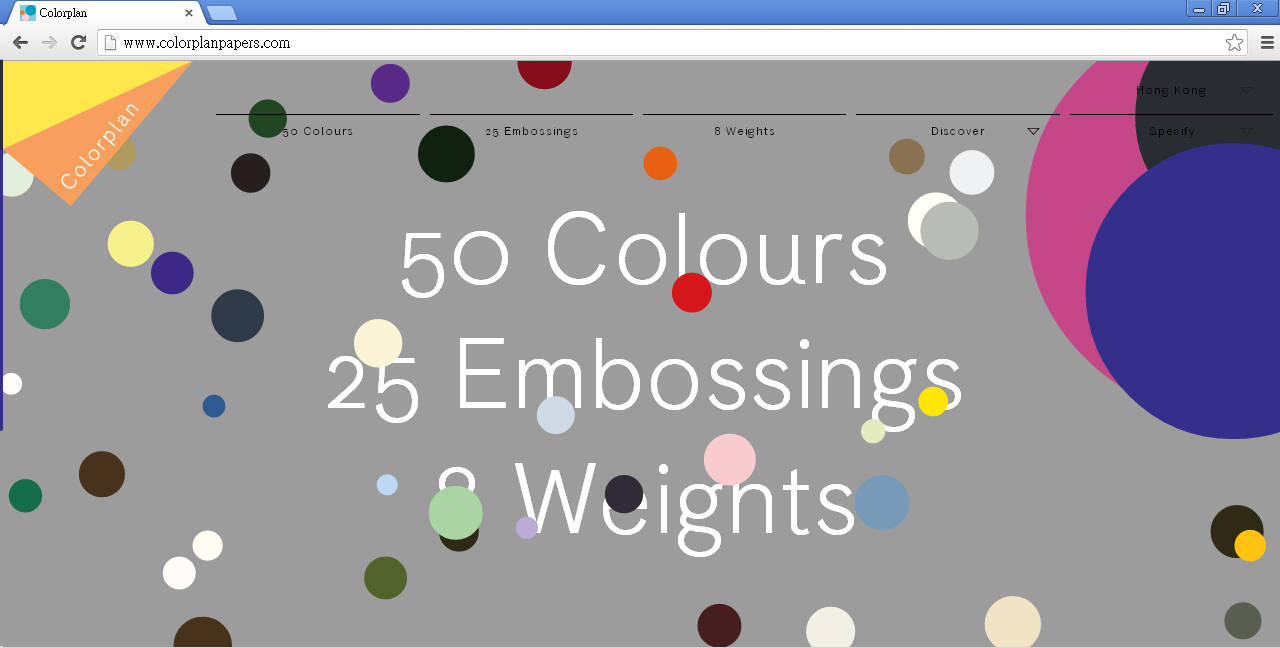 Colorplan
www.colorplanpapers.com
Colorplan
Hong Kong
50 Colours
25 Embossings
8 Weights
Discover
Specify
50 Colours
25 Embossings
8 Weights